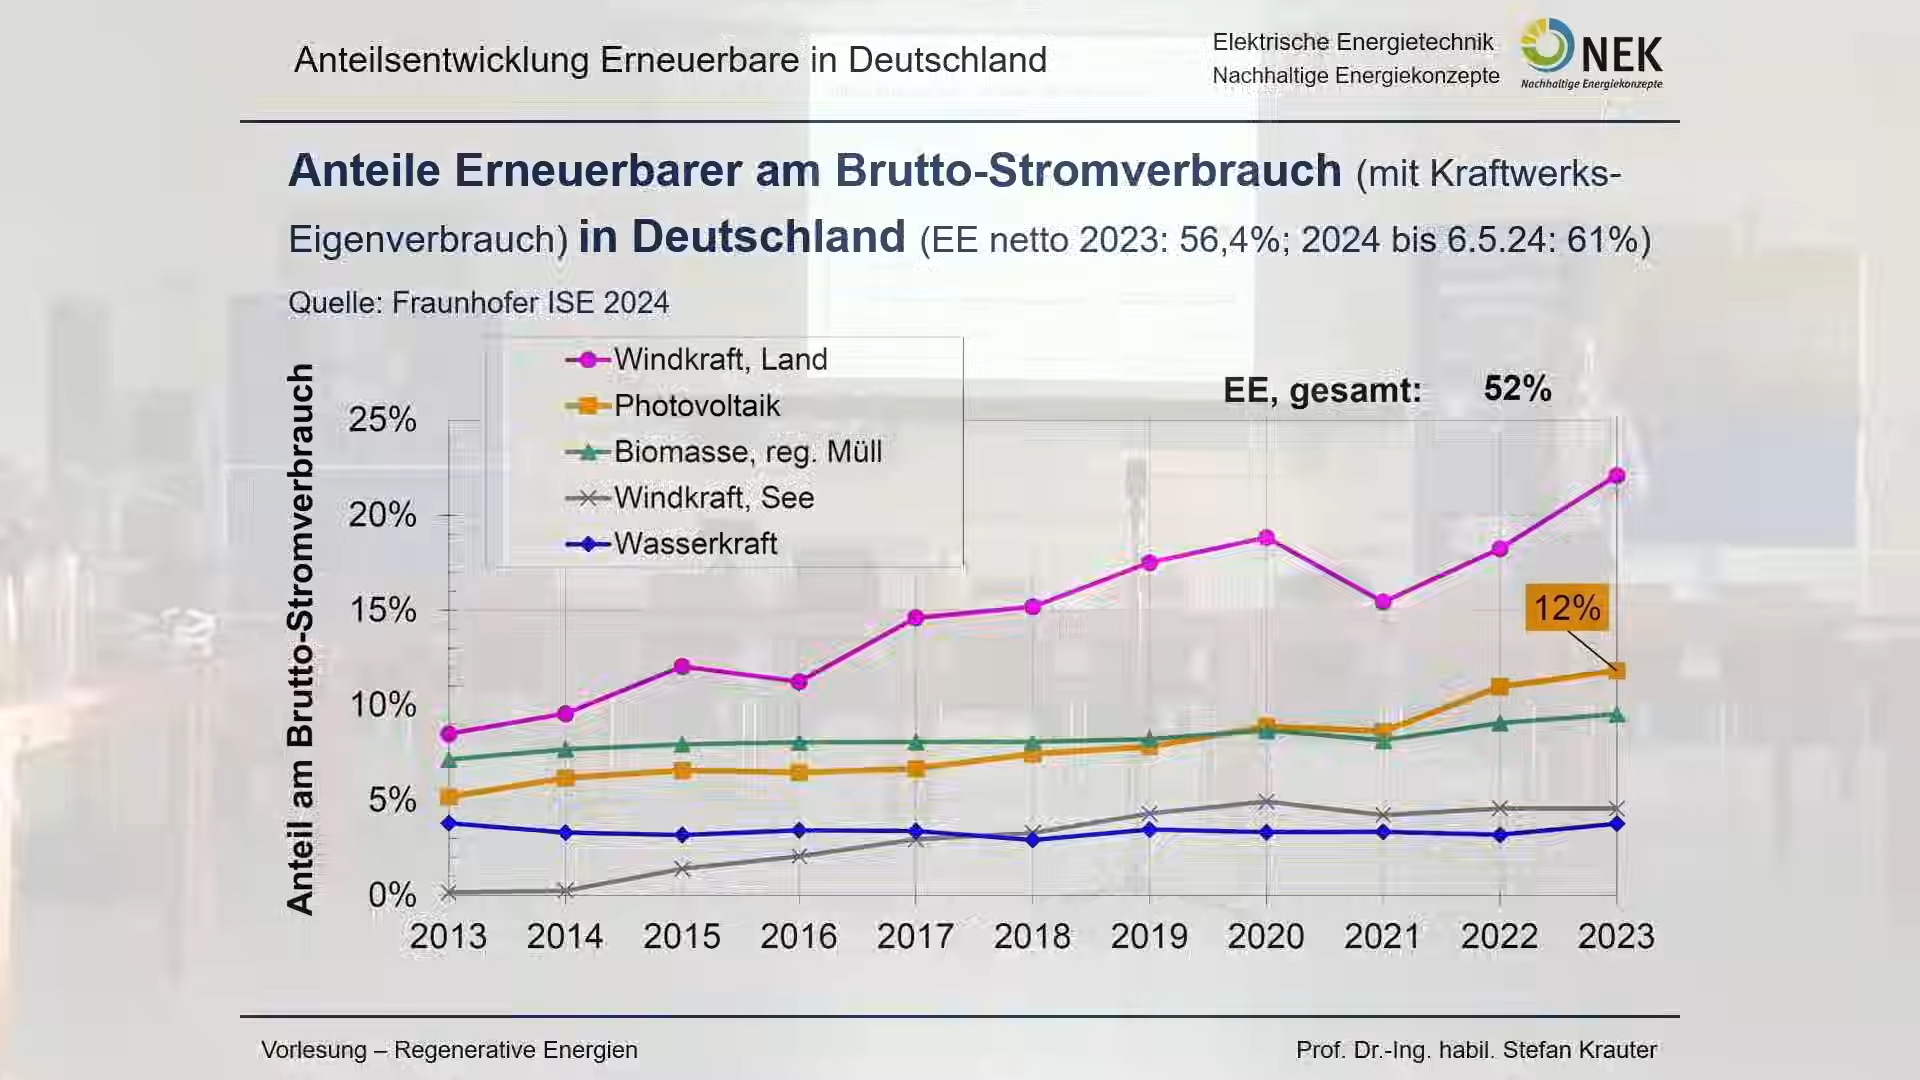 Anteilsentwicklung Erneuerbare in Deutschland
Elektrische Energietechnik
Nachhaltige Energiekonzepte
NEK
Nachhaltige Energiekonzepte
Anteile Erneuerbarer am Brutto-Stromverbrauch (mit Kraftwerks-
Eigenverbrauch) in Deutschland (EE netto 2023: 56,4%; 2024 bis 6.5.24: 61%)
Quelle: Fraunhofer ISE 2024
Windkraft, Land
Photovoltaik
Biomasse, reg. Müll
Windkraft, See
Wasserkraft
EE, gesamt: 52%
Anteil am Brutto-Stromverbrauch
25%
20%
15%
10%
5%
0%
12%
2013 2014 2015 2016 2017 2018 2019 2020 2021 2022 2023
Vorlesung – Regenerative Energien
Prof. Dr.-Ing. habil. Stefan Krauter